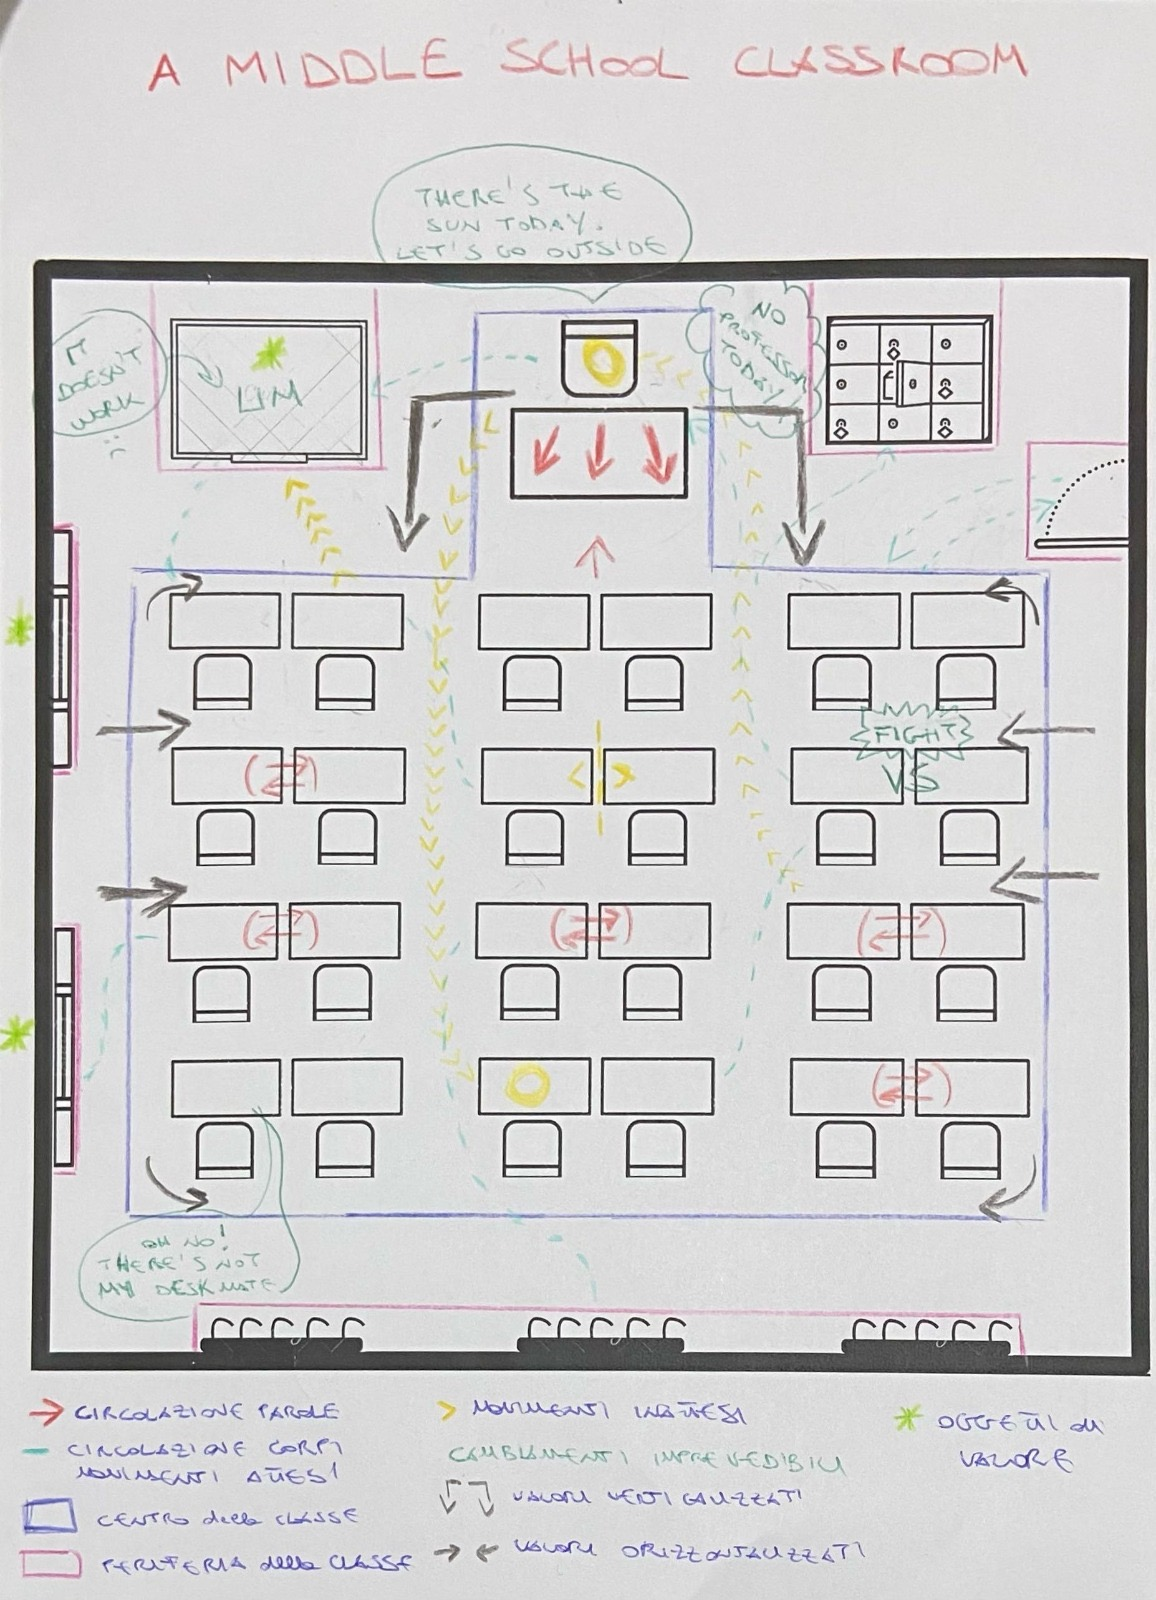 A MIDDLE SCHOOL CLASSROOM
THERE'S THE
SUN TODAY.
LET'S GO OUTSIDE
IT
DOESN'T
WORK
LIM
NO
PROFESSOR
TODAY!
FIGHT
VS
OH NO!
THERE'S NOT
MY DESKMATE
CIRCOLAZIONE PAROLE
CIRCOLAZIONE CORPI
MOVIMENTI ATTESI
CENTRO della CLASSE
PERIFERIA della CLASSE
MOVIMENTI INATTESI
CAMBIAMENTI IMPREVEDIBILI
VALORI VERTICALIZZATI
VALORI ORIZZONTALIZZATI
OGGETTI di
VALORE